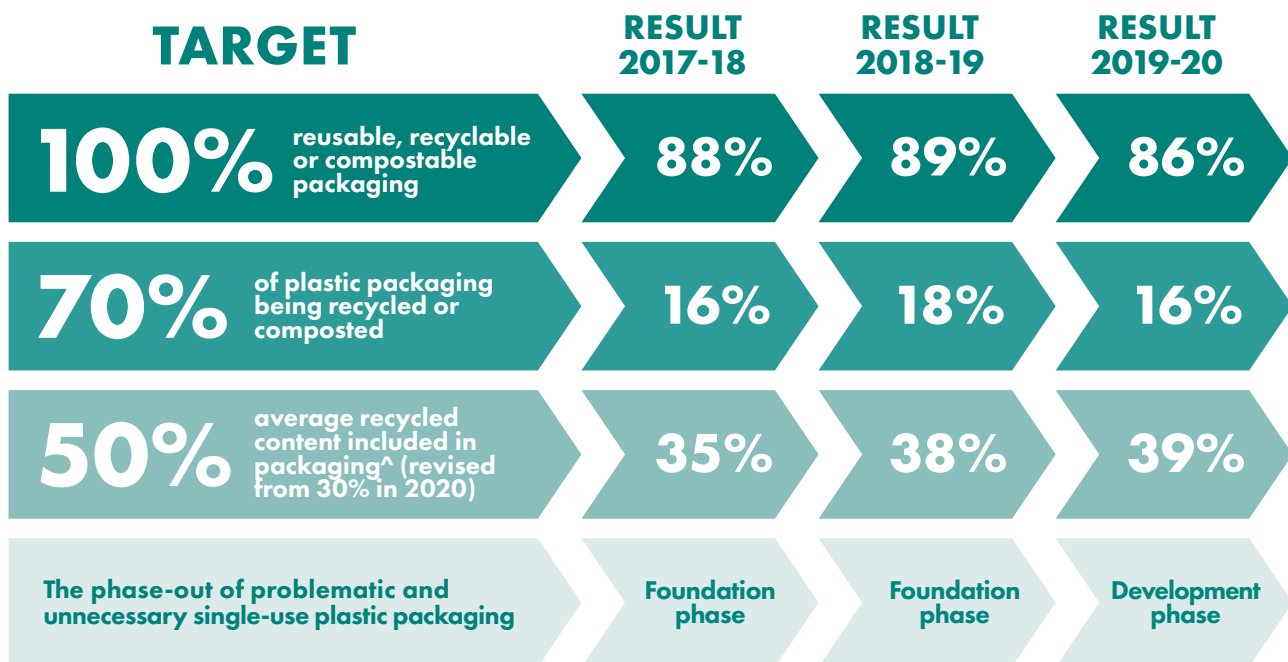 TARGET
RESULT
2017-18
RESULT
2018-19
RESULT
2019-20
100%
reusable, recyclable
or compostable
packaging
88%
89%
86%
70%
of plastic packaging
being recycled or
composted
16%
18%
16%
50%
average recycled
content included in
packaging^ (revised
from 30% in 2020)
35%
38%
39%
The phase-out of problematic and
unnecessary single-use plastic packaging
Foundation
phase
Foundation
phase
Development
phase